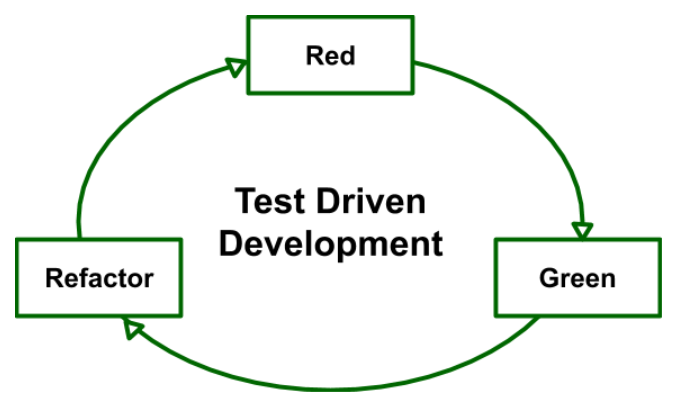 Red
Test Driven
Development
Refactor
Green